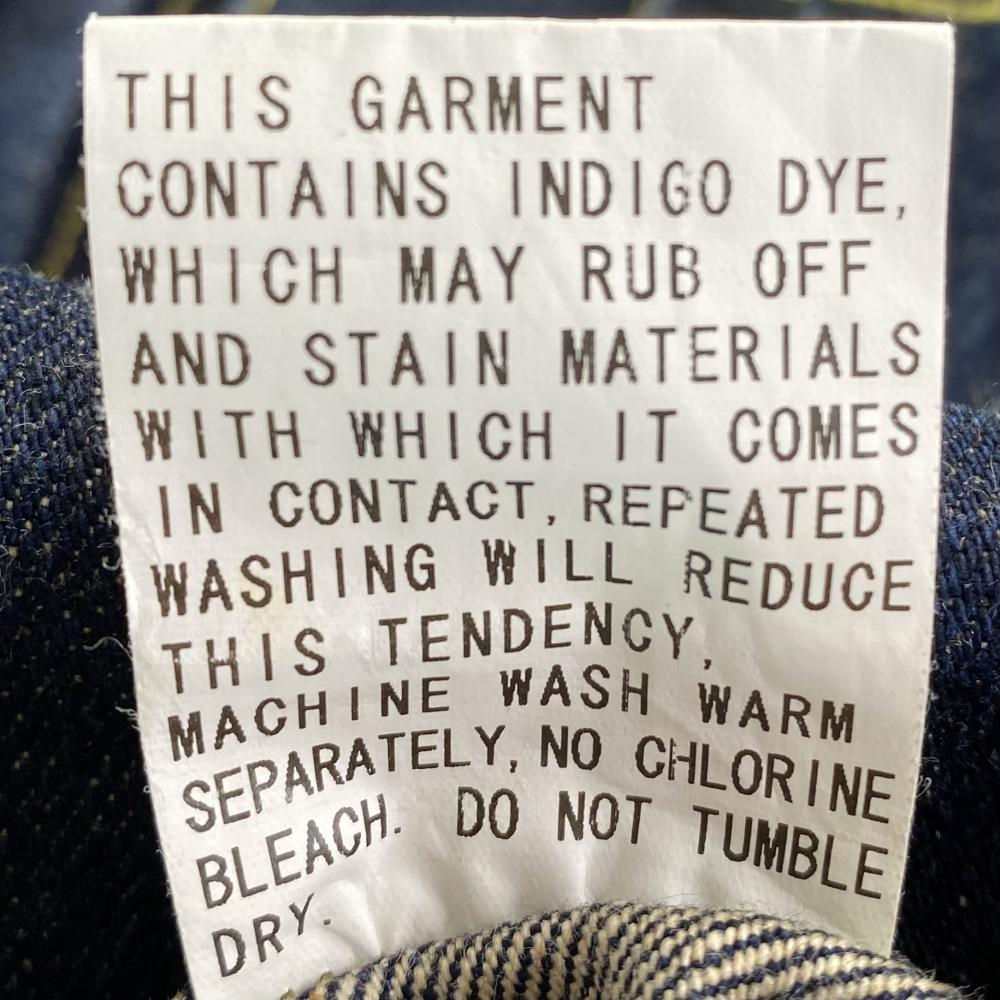 THIS GARMENT
CONTAINS INDIGO DYE,
WHICH MAY RUB OFF
AND STAIN MATERIALS
WITH WHICH IT COMES
IN CONTACT, REPEATED
WASHING WILL REDUCE
THIS TENDENCY,
MACHINE WASH WARM
SEPARATELY, NO CHLORINE
BLEACH. DO NOT TUMBLE
DRY.